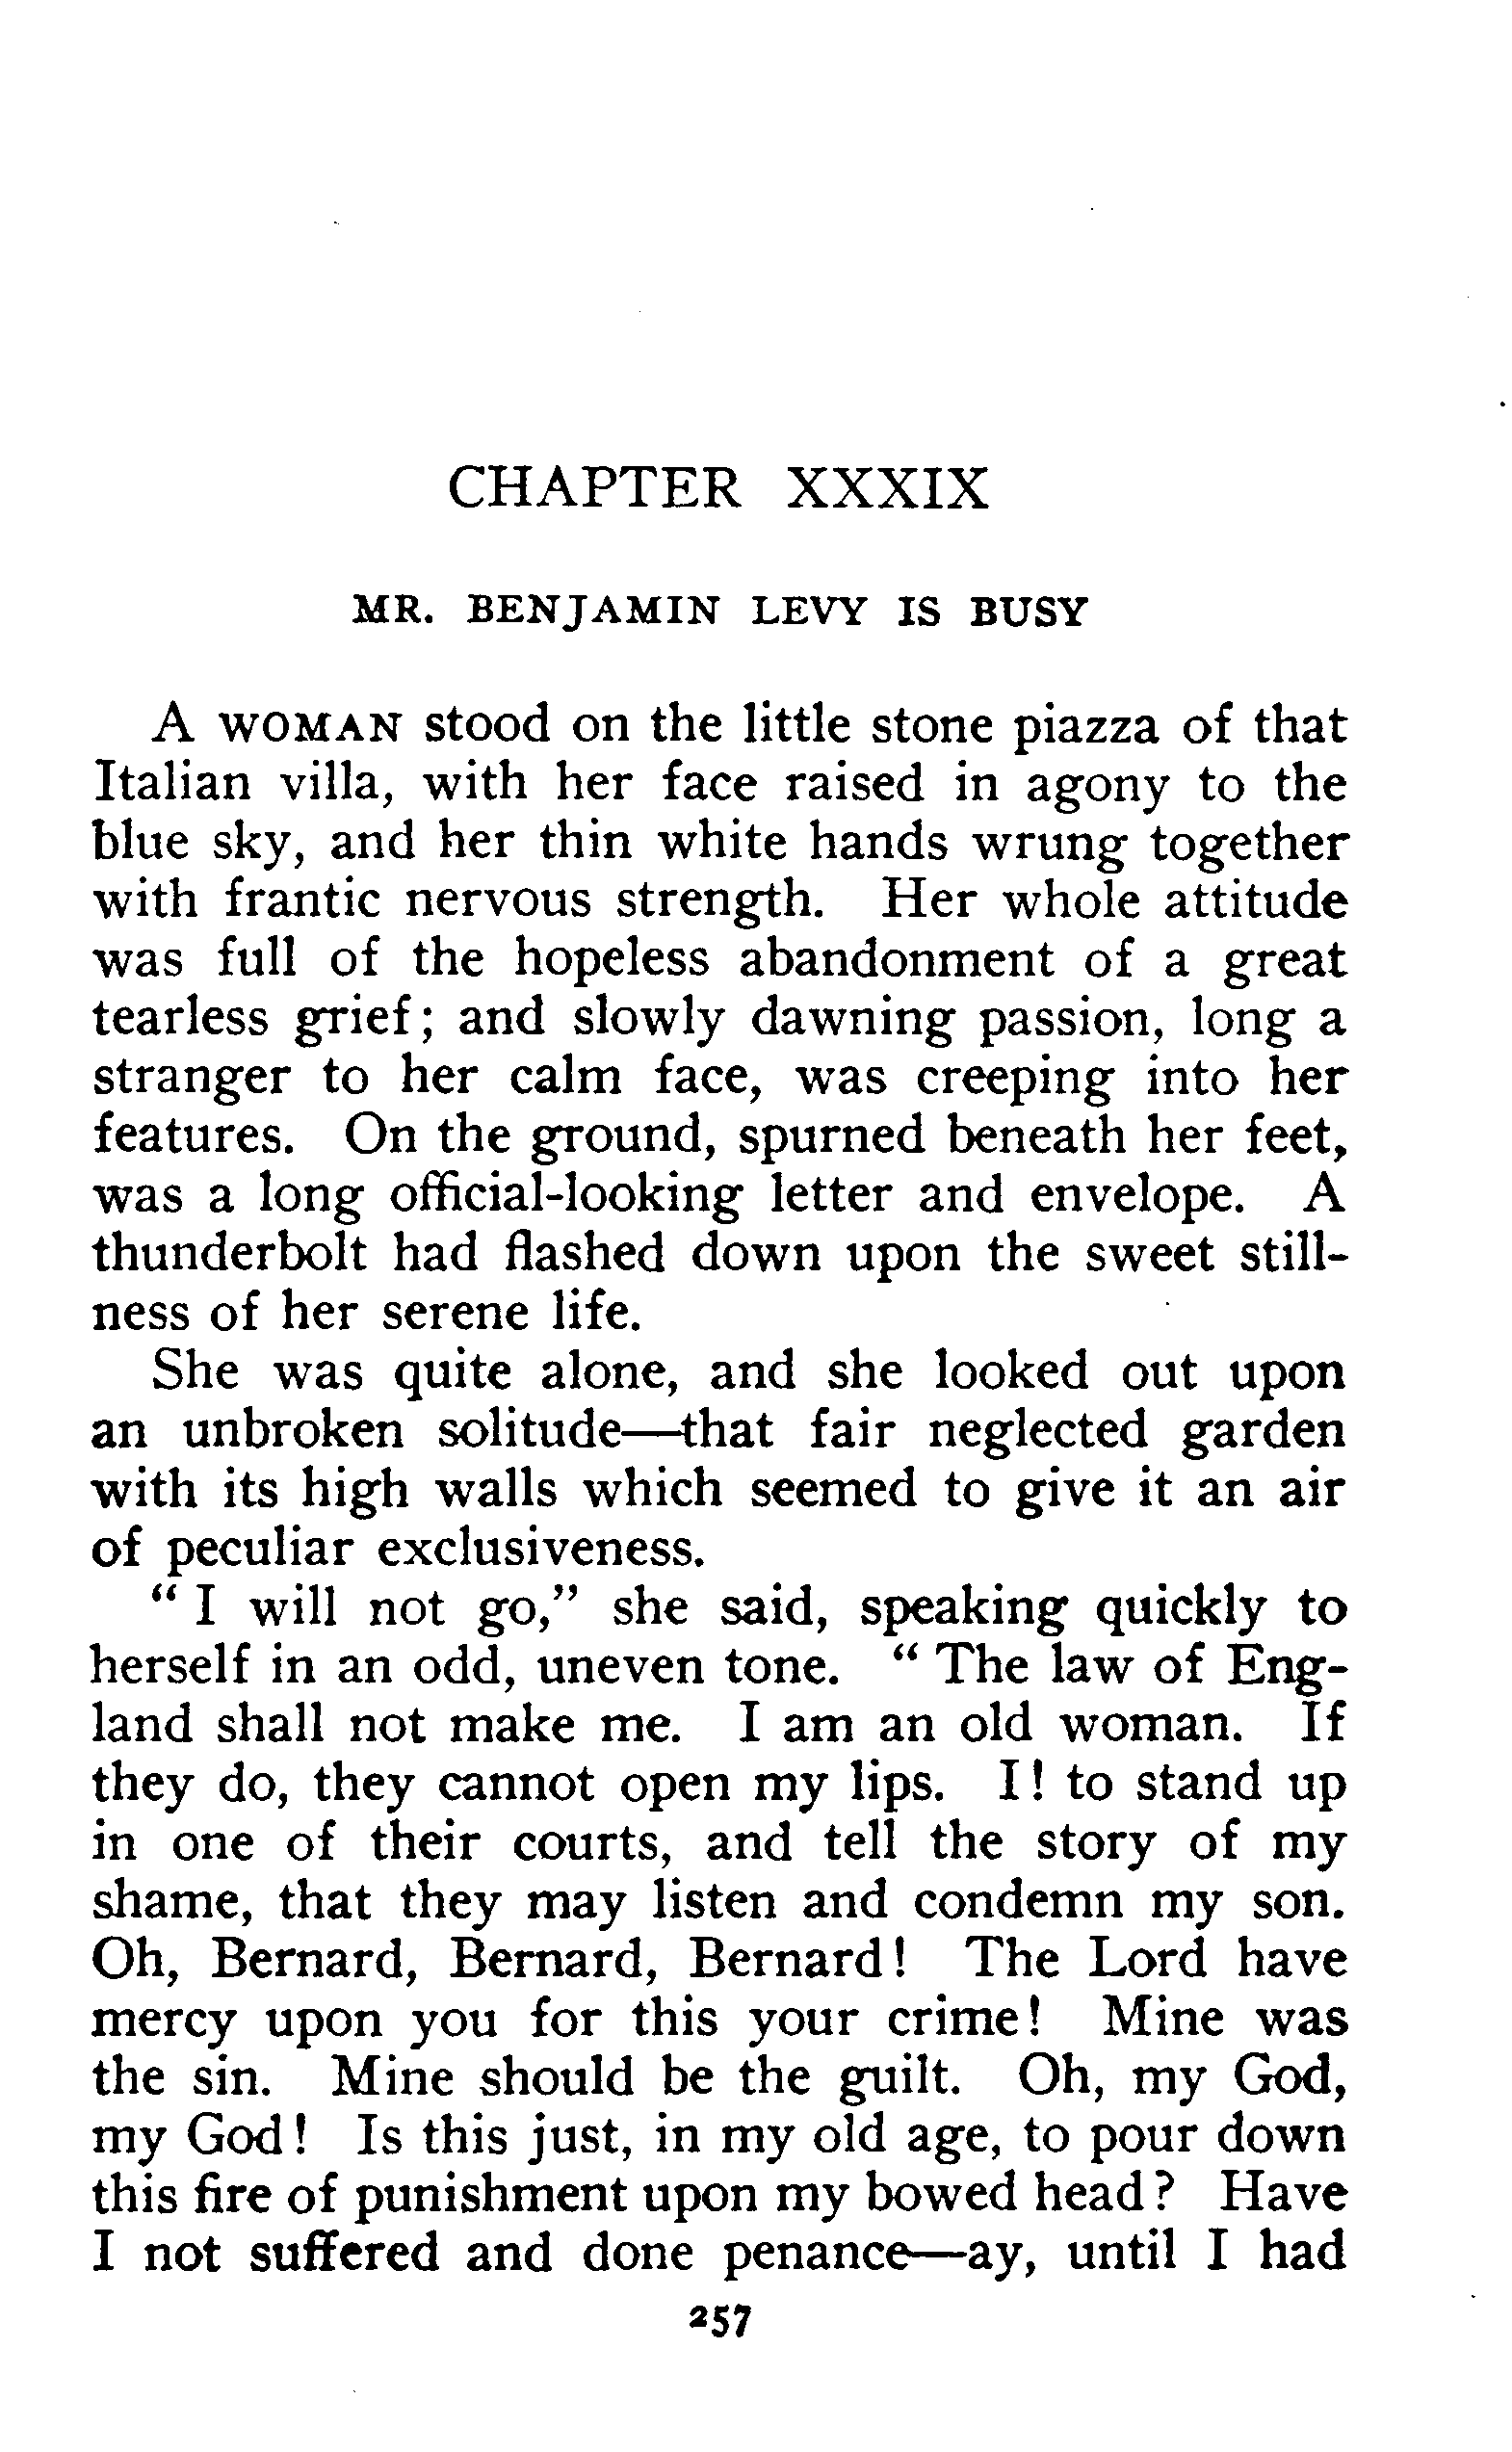 CHAPTER XXXIX
MR. BENJAMIN LEVY IS BUSY
A WOMAN stood on the little stone piazza of that
Italian villa, with her face raised in agony to the
blue sky, and her thin white hands wrung together
with frantic nervous strength. Her whole attitude
was full of the hopeless abandonment of a great
tearless grief; and slowly dawning passion, long a
stranger to her calm face, was creeping into her
features. On the ground, spurned beneath her feet,
was a long official-looking letter and envelope. A
thunderbolt had flashed down upon the sweet still-
ness of her serene life.
She was quite alone, and she looked out upon
an unbroken solitude—that fair neglected garden
with its high walls which seemed to give it an air
of peculiar exclusiveness.
“I will not go,” she said, speaking quickly to
herself in an odd, uneven tone. “The law of Eng-
land shall not make me. I am an old woman. If
they do, they cannot open my lips. I! to stand up
in one of their courts, and tell the story of my
shame, that they may listen and condemn my son.
Oh, Bernard, Bernard, Bernard! The Lord have
mercy upon you for this your crime! Mine was
the sin. Mine should be the guilt. Oh, my God,
my God! Is this just, in my old age, to pour down
this fire of punishment upon my bowed head? Have
I not suffered and done penance—ay, until I had
257